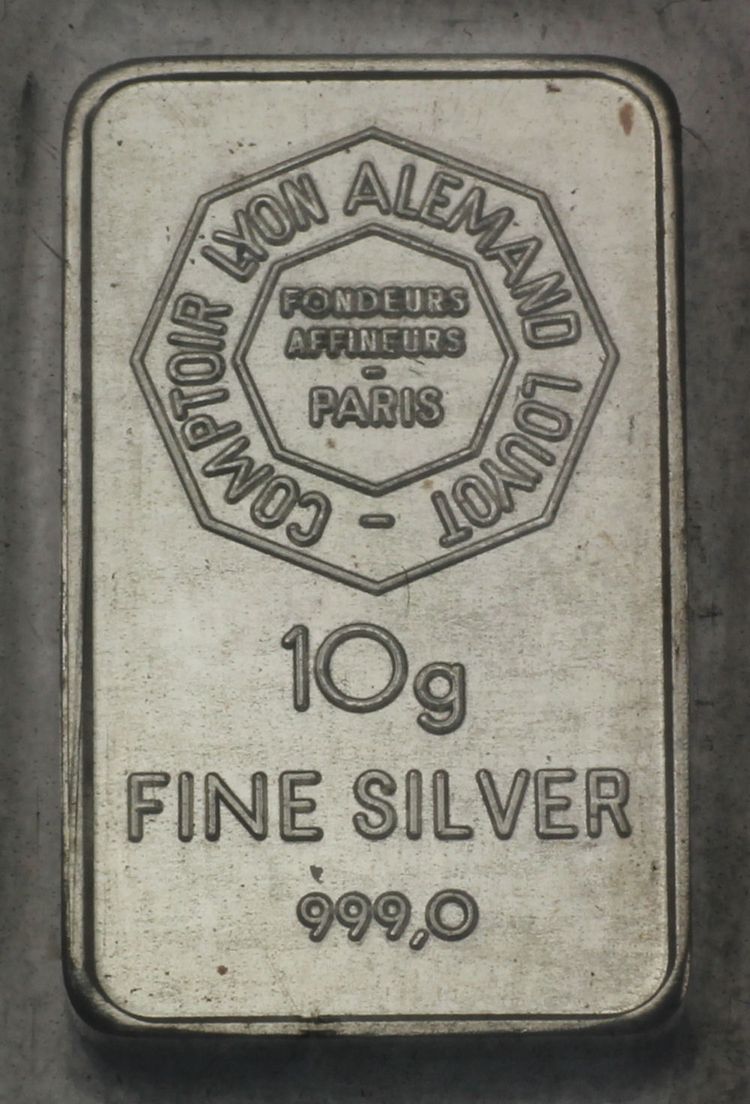 COMPTOIR LYON ALEMAND LOUYOT -
FONDEURS
AFFINEURS
-
PARIS
10g
FINE SILVER
999,0